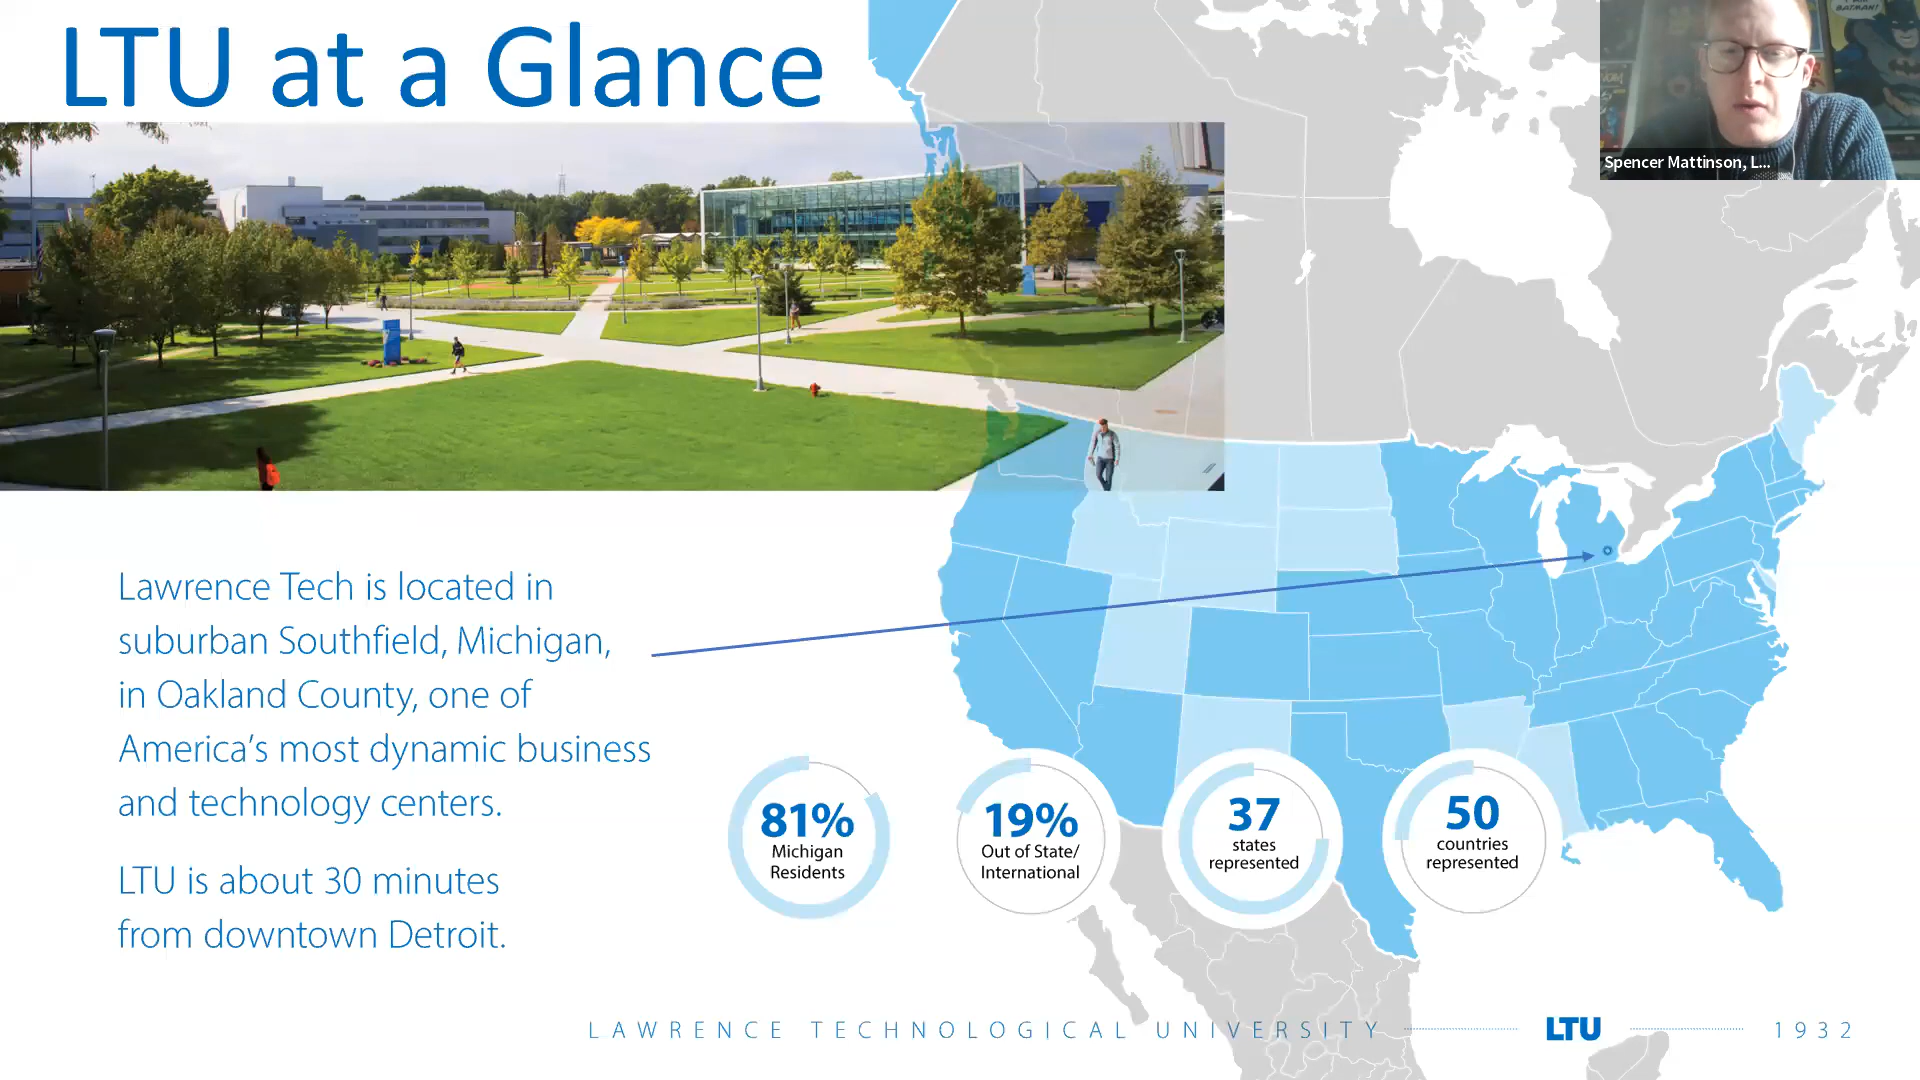 LTU at a Glance
I AM
BATMAN!
Spencer Mattinson, L...
Lawrence Tech is located in
suburban Southfield, Michigan,
in Oakland County, one of
America's most dynamic business
and technology centers.
LTU is about 30 minutes
from downtown Detroit.
81%
Michigan
Residents
19%
Out of State/
International
37
states
represented
50
countries
represented
LAWRENCE TECHNOLOGICAL UNIVERSITY
LTU
1932